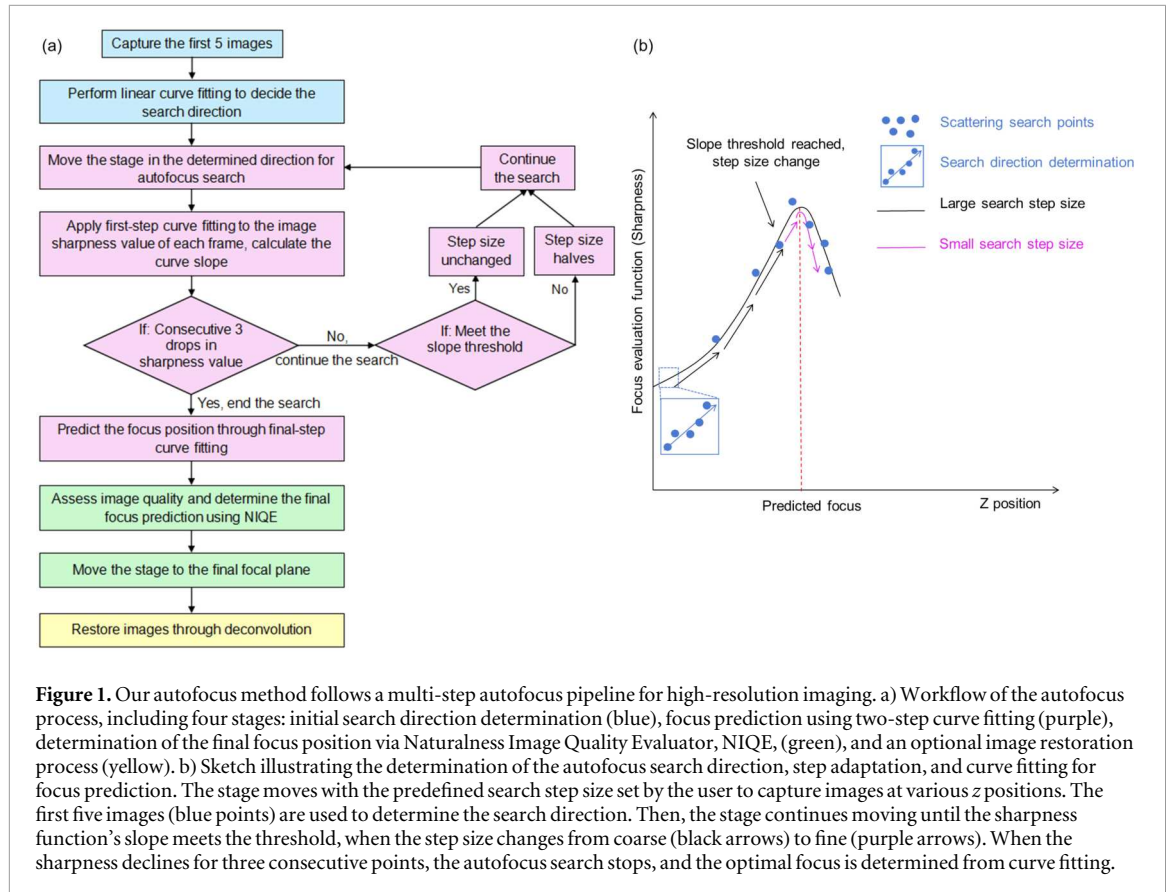 (a)
Capture the first 5 images
Perform linear curve fitting to decide the
search direction
Move the stage in the determined direction for
autofocus search
Continue
the search
Apply first-step curve fitting to the image
sharpness value of each frame, calculate the
curve slope
Step size
unchanged
Step size
halves
Yes
No
If: Consecutive 3
drops in
sharpness value
No,
continue the search
If: Meet the
slope threshold
Yes, end the search
Predict the focus position through final-step
curve fitting
Assess image quality and determine the final
focus prediction using NIQE
Move the stage to the final focal plane
Restore images through deconvolution
(b)
Focus evaluation function (Sharpness)
Slope threshold reached,
step size change
Scattering search points
Search direction determination
Large search step size
Small search step size
Predicted focus
Z position
Figure 1. Our autofocus method follows a multi-step autofocus pipeline for high-resolution imaging. a) Workflow of the autofocus
process, including four stages: initial search direction determination (blue), focus prediction using two-step curve fitting (purple),
determination of the final focus position via Naturalness Image Quality Evaluator, NIQE, (green), and an optional image restoration
process (yellow). b) Sketch illustrating the determination of the autofocus search direction, step adaptation, and curve fitting for
focus prediction. The stage moves with the predefined search step size set by the user to capture images at various z positions. The
first five images (blue points) are used to determine the search direction. Then, the stage continues moving until the sharpness
function's slope meets the threshold, when the step size changes from coarse (black arrows) to fine (purple arrows). When the
sharpness declines for three consecutive points, the autofocus search stops, and the optimal focus is determined from curve fitting.